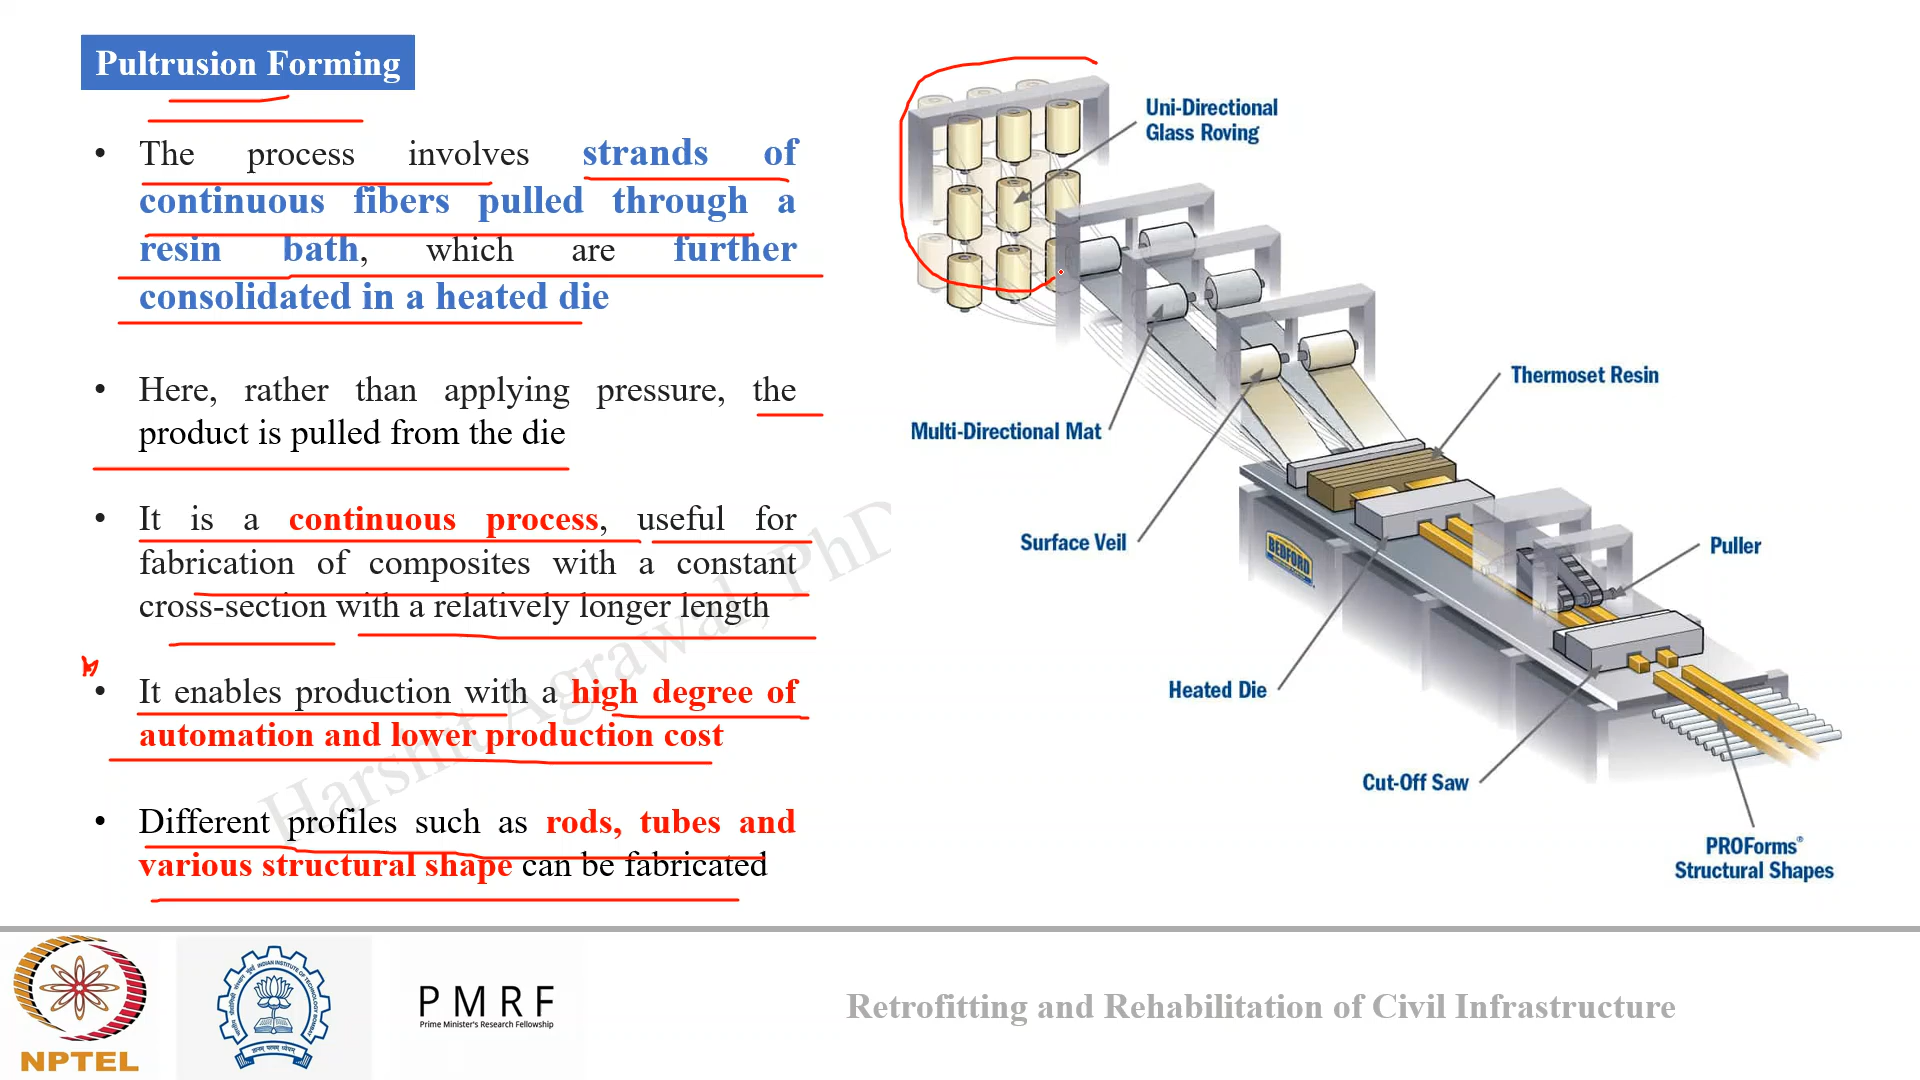 Pultrusion Forming
• The process involves strands of
continuous fibers pulled through a
resin bath, which are further
consolidated in a heated die
• Here, rather than applying pressure, the
product is pulled from the die
• It is a continuous process, useful for
fabrication of composites with a constant
cross-section with a relatively longer length
• It enables production with a high degree of
automation and lower production cost
• Different profiles such as rods, tubes and
various structural shape can be fabricated
Harshit Agrawal, PhD
Uni-Directional
Glass Roving
Thermoset Resin
Multi-Directional Mat
Surface Veil
BEDFORD
Puller
Heated Die
Cut-Off Saw
PROForms®
Structural Shapes
NPTEL
PMRF
Prime Minister's Research Fellowship
Retrofitting and Rehabilitation of Civil Infrastructure